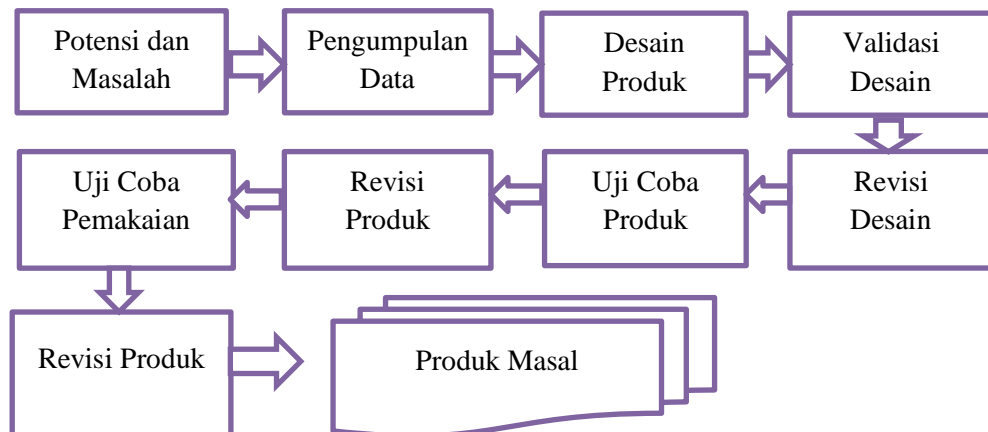 Potensi dan
Masalah
Pengumpulan
Data
Desain
Produk
Validasi
Desain
Revisi
Desain
Uji Coba
Produk
Revisi
Produk
Uji Coba
Pemakaian
Revisi Produk
Produk Masal